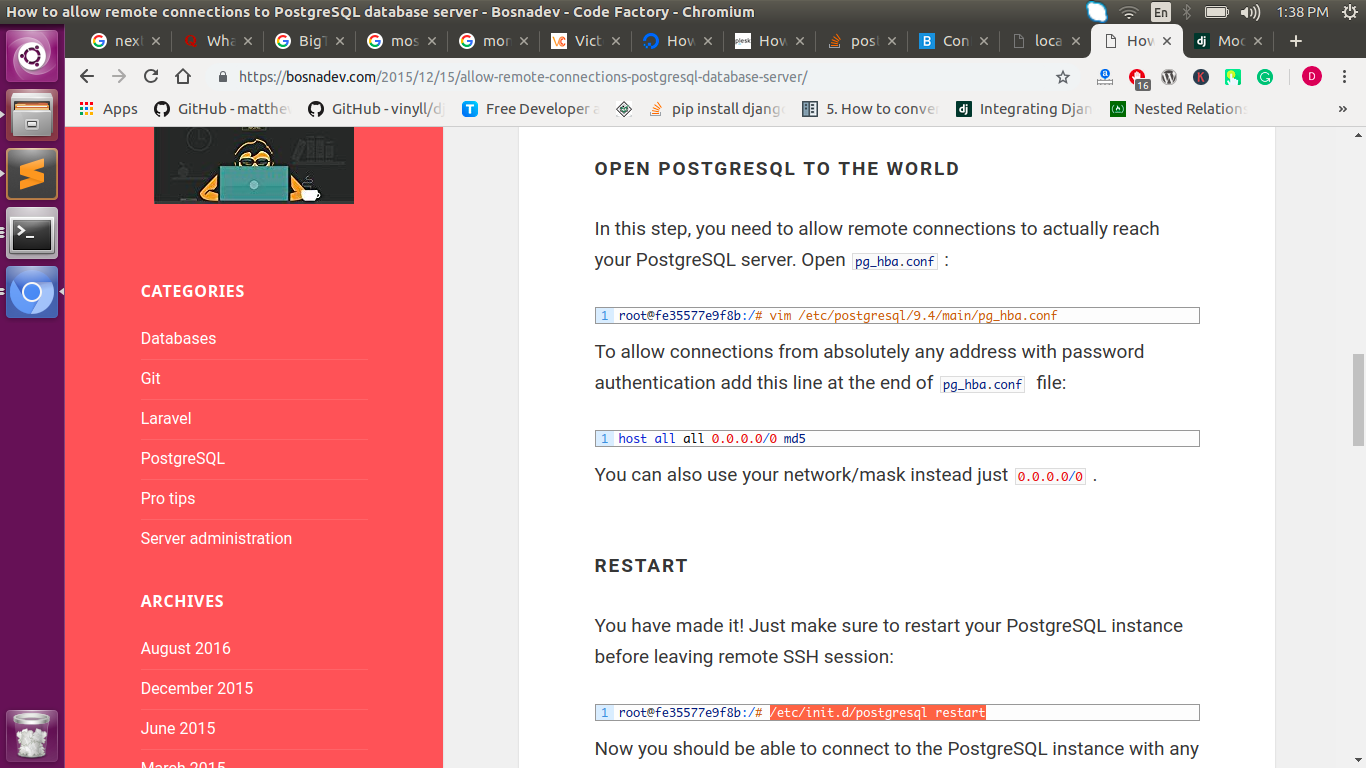 How to allow remote connections to PostgreSQL database server - Bosnadev - Code Factory - Chromium
En
1:38 PM
next
Wha
BigT
mos
mon
VC
Vict
How
plesk
How
post
B
Con
loca
How
dj
Moc
https://bosnadev.com/2015/12/15/allow-remote-connections-postgresql-database-server/
16
K
D
Apps
GitHub - matthew
GitHub - vinyll/dj
T
Free Developer a
pip install djang
5. How to conver
dj
Integrating Djan
Nested Relations
»
OPEN POSTGRESQL TO THE WORLD
In this step, you need to allow remote connections to actually reach
your PostgreSQL server. Open pg_hba.conf :
1 root@fe35577e9f8b:/# vim /etc/postgresql/9.4/main/pg_hba.conf
To allow connections from absolutely any address with password
authentication add this line at the end of pg_hba.conf file:
1 host all all 0.0.0.0/0 md5
You can also use your network/mask instead just 0.0.0.0/0 .
RESTART
You have made it! Just make sure to restart your PostgreSQL instance
before leaving remote SSH session:
1 root@fe35577e9f8b:/# /etc/init.d/postgresql restart
Now you should be able to connect to the PostgreSQL instance with any
CATEGORIES
Databases
Git
Laravel
PostgreSQL
Pro tips
Server administration
ARCHIVES
August 2016
December 2015
June 2015
March 2015